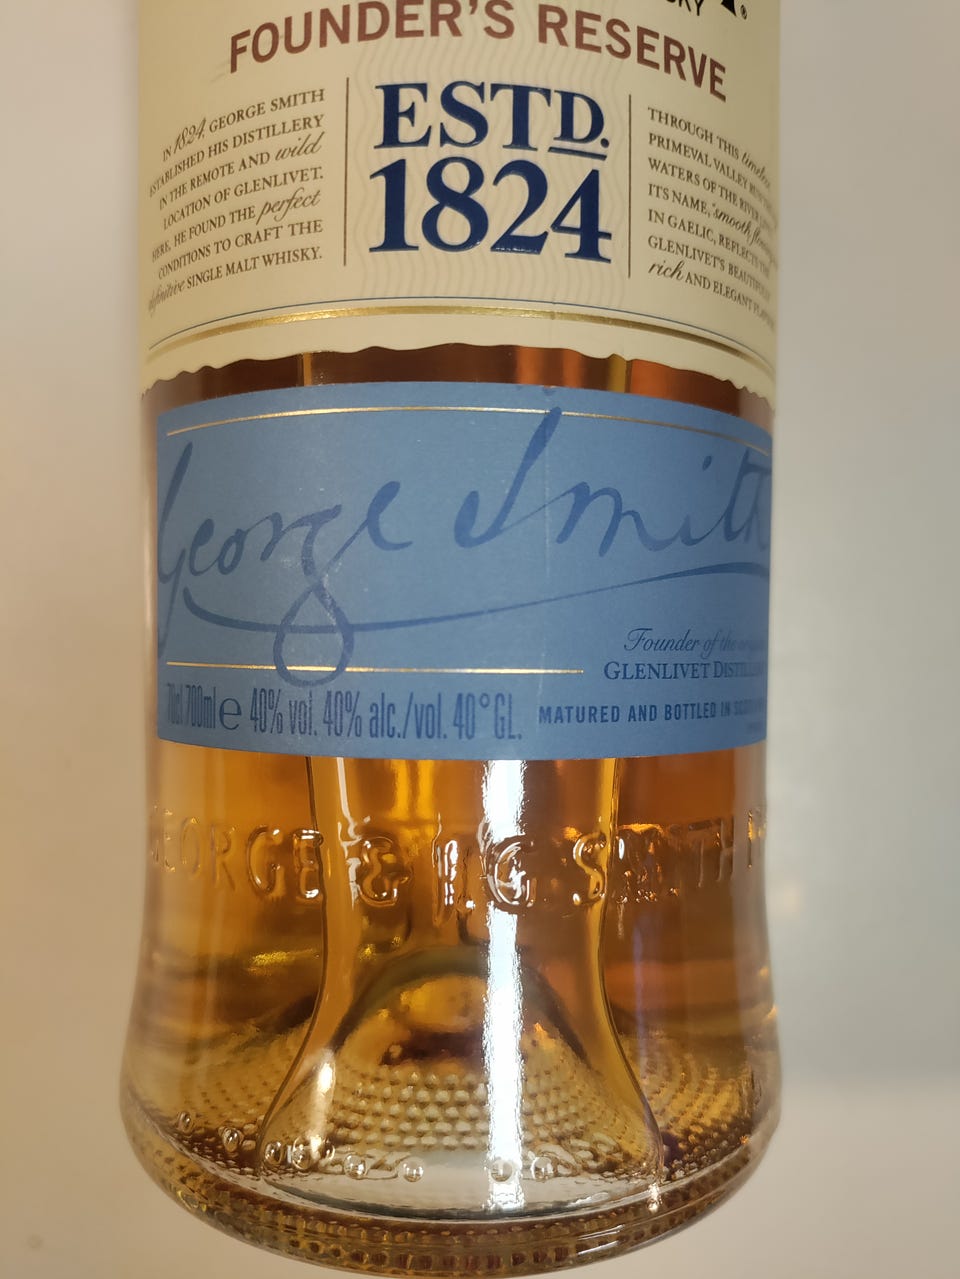 FOUNDER'S RESERVE
IN 1824, GEORGE SMITH
ESTABLISHED HIS DISTILLERY
IN THE REMOTE AND wild
LOCATION OF GLENLIVET.
HERE, HE FOUND THE perfect
CONDITIONS TO CRAFT THE
definitive SINGLE MALT WHISKY.
ESTD.
1824
THROUGH THIS timeless
PRIMEVAL VALLEY
WATERS OF THE RIVER
ITS NAME, 'smooth
IN GAELIC, REFLECTS THE
GLENLIVET'S
rich AND ELEGANT
George Smith
Founder of the
GLENLIVET
70cl 700ml e 40% vol. 40% alc./vol. 40° GL.
MATURED AND BOTTLED IN
GEORGE & J.G. SMITH